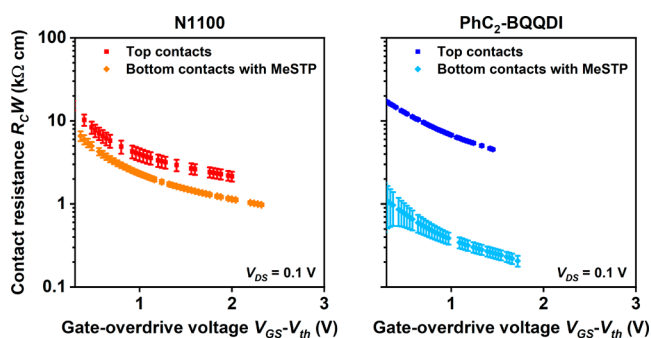 N1100
PhC2-BQQDI
Contact resistance RCW (kΩ cm)
100
10
1
0.1
Top contacts
Bottom contacts with MeSTP
VDS = 0.1 V
1
2
3
Gate-overdrive voltage VGS-Vth (V)
Top contacts
Bottom contacts with MeSTP
VDS = 0.1 V
1
2
3
Gate-overdrive voltage VGS-Vth (V)